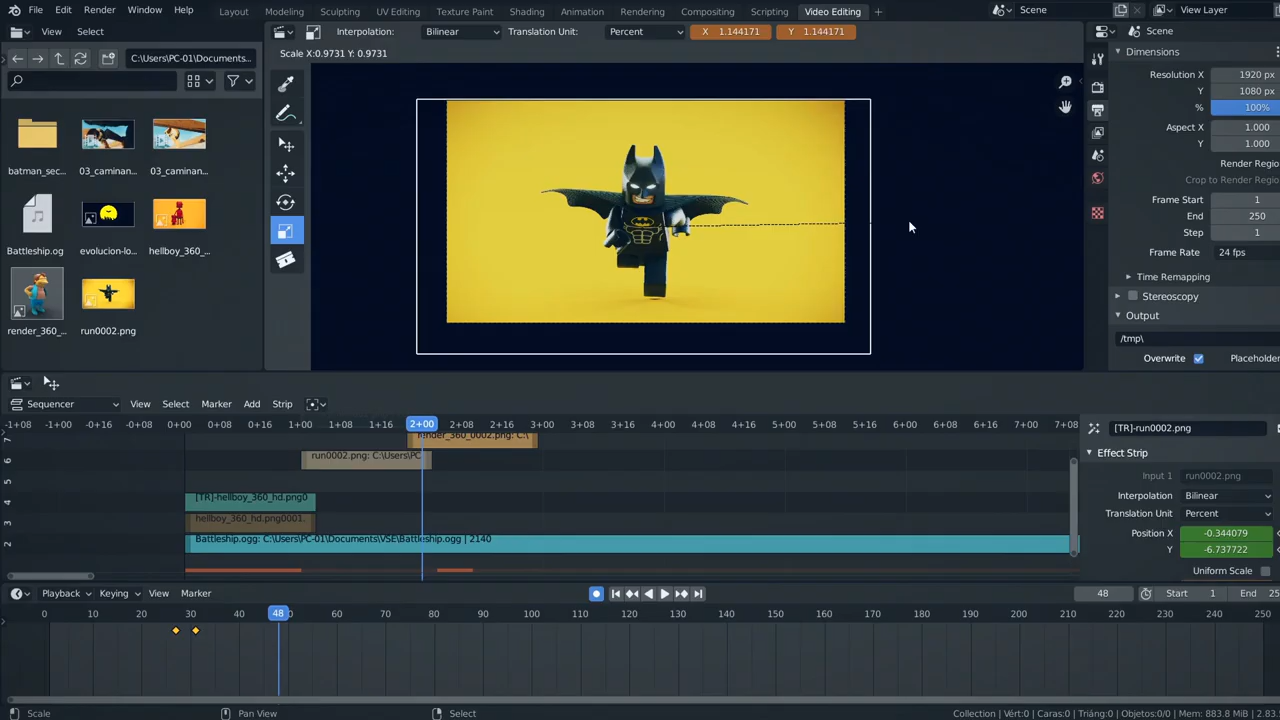 File Edit Render Window Help
Layout Modeling Sculpting UV Editing Texture Paint Shading Animation Rendering Compositing Scripting Video Editing +
Scene
View Layer
View Select
C:\Users\PC-01\Documents...
batman_sec...
03_caminan...
03_caminan...
Battleship.og
evolucion-lo...
hellboy_360_...
render_360_...
run0002.png
Interpolation: Bilinear Translation Unit: Percent X 1.144171 Y 1.144171
Scale X:0.9731 Y: 0.9731
Scene
Dimensions
Resolution X 1920 px
Y 1080 px
% 100%
Aspect X 1.000
Y 1.000
Render Region
Crop to Render Region
Frame Start 1
End 250
Step 1
Frame Rate 24 fps
Time Remapping
Stereoscopy
Output
/tmp\
Overwrite Placeholder
Sequencer View Select Marker Add Strip
-1+08 -0+16 -0+08 0+00 0+08 0+16 1+00 1+08 1+16 2+00 2+08 2+16 3+00 3+08 3+16 4+00 4+08 4+16 5+00 5+08 5+16 6+00 6+08 6+16 7+00 7+08
7
render_360_0002.png: C:\
6
run0002.png: C:\Users\PC
5
4
[TR]-hellboy_360_hd.png0
3
hellboy_360_hd.png0001.
2
Battleship.ogg: C:\Users\PC-01\Documents\VSE\Battleship.ogg | 2140
[TR]-run0002.png
Effect Strip
Input 1 run0002.png
Interpolation Bilinear
Translation Unit Percent
Position X -0.344079
Y -6.737722
Uniform Scale
Playback Keying View Marker
48 Start 1 End 25
0 10 20 30 40 48 60 70 80 90 100 110 120 130 140 150 160 170 180 190 200 210 220 230 240 250
Scale Pan View Select
Collection | Vért:0 | Caras:0 | Triáng:0 | Objetos:0/0 | Mem: 883.8 MiB | 2.83.